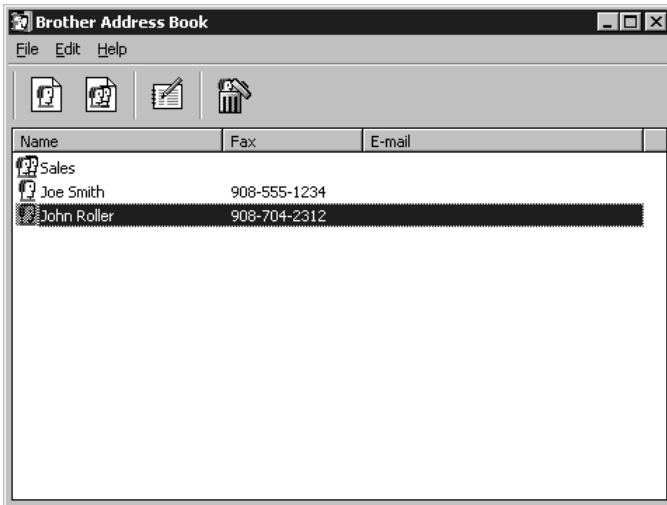 Brother Address Book
File Edit Help
Name Fax E-mail
Sales
Joe Smith 908-555-1234
John Roller 908-704-2312